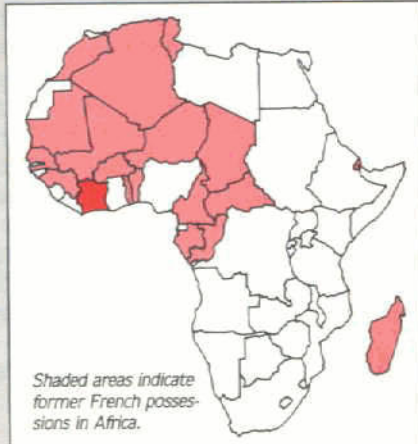 Shaded areas indicate
former French posses-
sions in Africa.